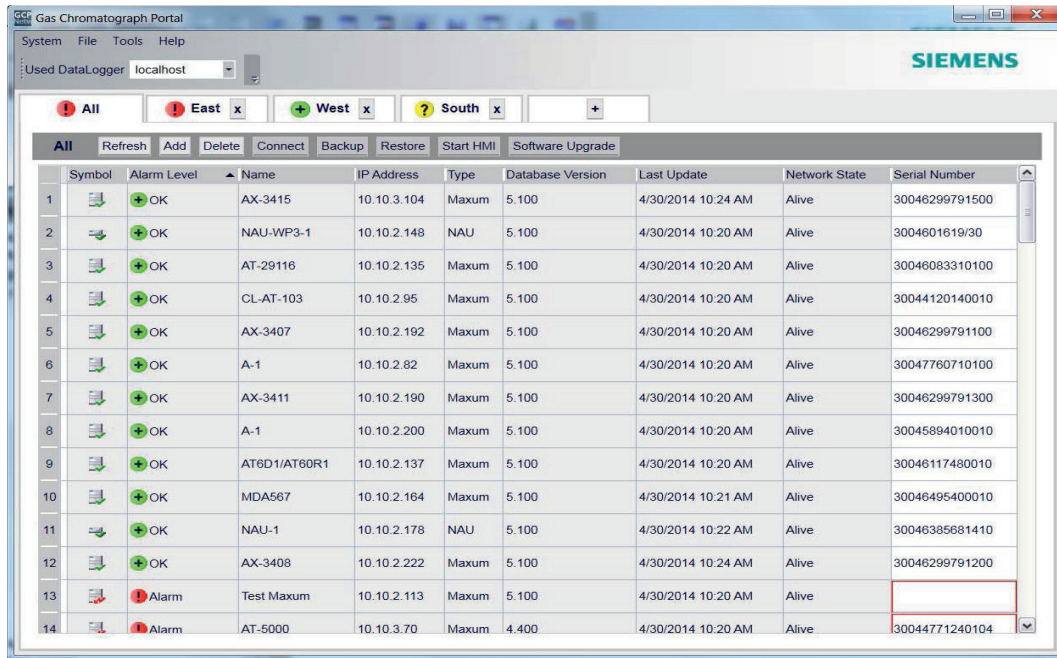 Gas Chromatograph Portal
System File Tools Help
SIEMENS
Used DataLogger localhost
! All ! East x + West x ? South x +
All Refresh Add Delete Connect Backup Restore Start HMI Software Upgrade
Symbol Alarm Level Name IP Address Type Database Version Last Update Network State Serial Number
1 + OK AX-3415 10.10.3.104 Maxum 5.100 4/30/2014 10:24 AM Alive 30046299791500
2 + OK NAU-WP3-1 10.10.2.148 NAU 5.100 4/30/2014 10:20 AM Alive 3004601619/30
3 + OK AT-29116 10.10.2.135 Maxum 5.100 4/30/2014 10:20 AM Alive 30046083310100
4 + OK CL-AT-103 10.10.2.95 Maxum 5.100 4/30/2014 10:20 AM Alive 30044120140010
5 + OK AX-3407 10.10.2.192 Maxum 5.100 4/30/2014 10:20 AM Alive 30046299791100
6 + OK A-1 10.10.2.82 Maxum 5.100 4/30/2014 10:20 AM Alive 30047760710100
7 + OK AX-3411 10.10.2.190 Maxum 5.100 4/30/2014 10:20 AM Alive 30046299791300
8 + OK A-1 10.10.2.200 Maxum 5.100 4/30/2014 10:20 AM Alive 30045894010010
9 + OK AT6D1/AT60R1 10.10.2.137 Maxum 5.100 4/30/2014 10:20 AM Alive 30046117480010
10 + OK MDA567 10.10.2.164 Maxum 5.100 4/30/2014 10:21 AM Alive 30046495400010
11 + OK NAU-1 10.10.2.178 NAU 5.100 4/30/2014 10:22 AM Alive 30046385681410
12 + OK AX-3408 10.10.2.222 Maxum 5.100 4/30/2014 10:24 AM Alive 30046299791200
13 ! Alarm Test Maxum 10.10.2.113 Maxum 5.100 4/30/2014 10:20 AM Alive
14 ! Alarm AT-5000 10.10.3.70 Maxum 4.400 4/30/2014 10:20 AM Alive 30044771240104